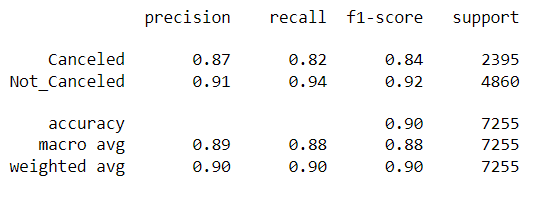 precision recall f1-score support
Canceled 0.87 0.82 0.84 2395
Not_Canceled 0.91 0.94 0.92 4860
accuracy 0.90 7255
macro avg 0.89 0.88 0.88 7255
weighted avg 0.90 0.90 0.90 7255